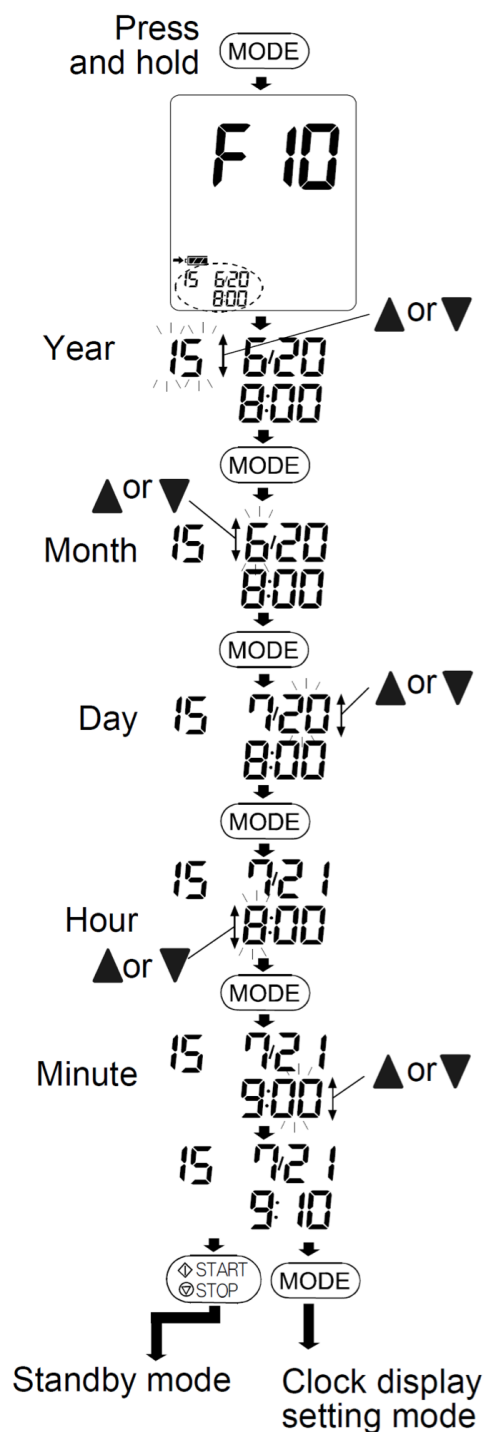 Press
and hold
MODE
F 10
15 6/20
8:00
▲or▼
Year
15 6/20
8:00
MODE
▲or▼
Month
15 6/20
8:00
MODE
▲or▼
Day
15 7/20
8:00
MODE
15 7/21
Hour
8:00
▲or▼
MODE
15 7/21
Minute
9:00
▲or▼
15 7/21
9:10
START
STOP
MODE
Standby mode
Clock display
setting mode